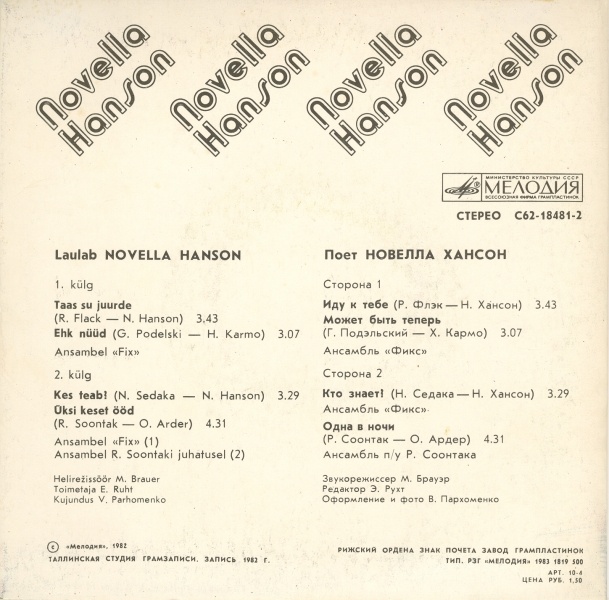 Novella Hanson
Novella Hanson
Novella Hanson
Novella Hanson
МИНИСТЕРСТВО КУЛЬТУРЫ СССР
МЕЛОДИЯ
ВСЕСОЮЗНАЯ ФИРМА ГРАМПЛАСТИНОК
СТЕРЕО С62-18481-2
Laulab NOVELLA HANSON
1. külg
Taas su juurde
(R. Flack — N. Hanson) 3,43
Ehk nüüd (G. Podelski — H. Karmo) 3.07
Ansambel «Fix»
2. külg
Kes teab! (N. Sedaka — N. Hanson) 3.29
Üksi keset ööd
(R. Soontak — O. Arder) 4.31
Ansambel «Fix» (1)
Ansambel R. Soontaki juhatusel (2)
Helirežissöör M. Brauer
Toimetaja E. Ruht
Kujundus V. Parhomenko
Поет НОВЕЛЛА ХАНСОН
Сторона 1
Иду к тебе (Р. Флэк — Н. Хансон) 3.43
Может быть теперь
(Г. Подэльский — Х. Кармо) 3.07
Ансамбль «Фикс»
Сторона 2
Кто знает! (Н. Седака — Н. Хансон) 3.29
Ансамбль «Фикс»
Одна в ночи
(Р. Соонтак — О. Ардер) 4.31
Ансамбль п/у Р. Соонтака
Звукорежиссер М. Брауэр
Редактор Э. Рухт
Оформление и фото В. Пархоменко
© «Мелодия», 1982
ТАЛЛИНСКАЯ СТУДИЯ ГРАМЗАПИСИ. ЗАПИСЬ 1982 Г.
РИЖСКИЙ ОРДЕНА ЗНАК ПОЧЕТА ЗАВОД ГРАМПЛАСТИНОК
ТИП. РЗГ «МЕЛОДИЯ» 1983 1819 500
АРТ. 10-4
ЦЕНА РУБ. 1,50